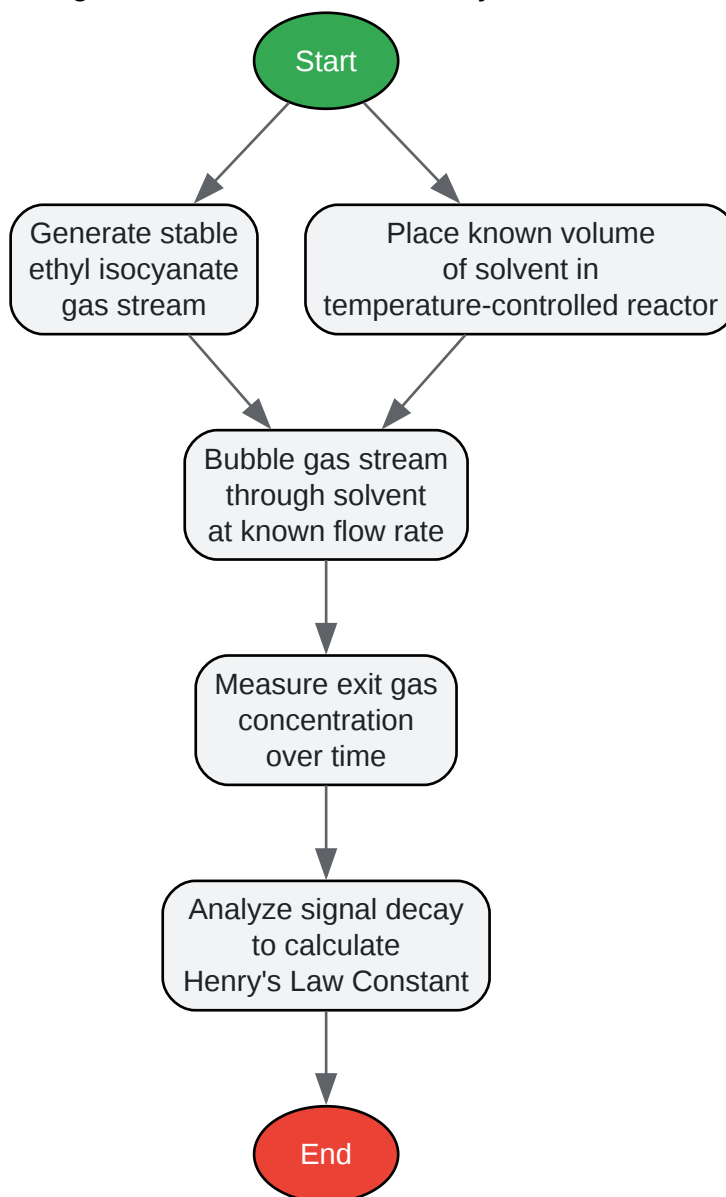 Start
Generate stable
ethyl isocyanate
gas stream
Place known volume
of solvent in
temperature-controlled reactor
Bubble gas stream
through solvent
at known flow rate
Measure exit gas
concentration
over time
Analyze signal decay
to calculate
Henry's Law Constant
End